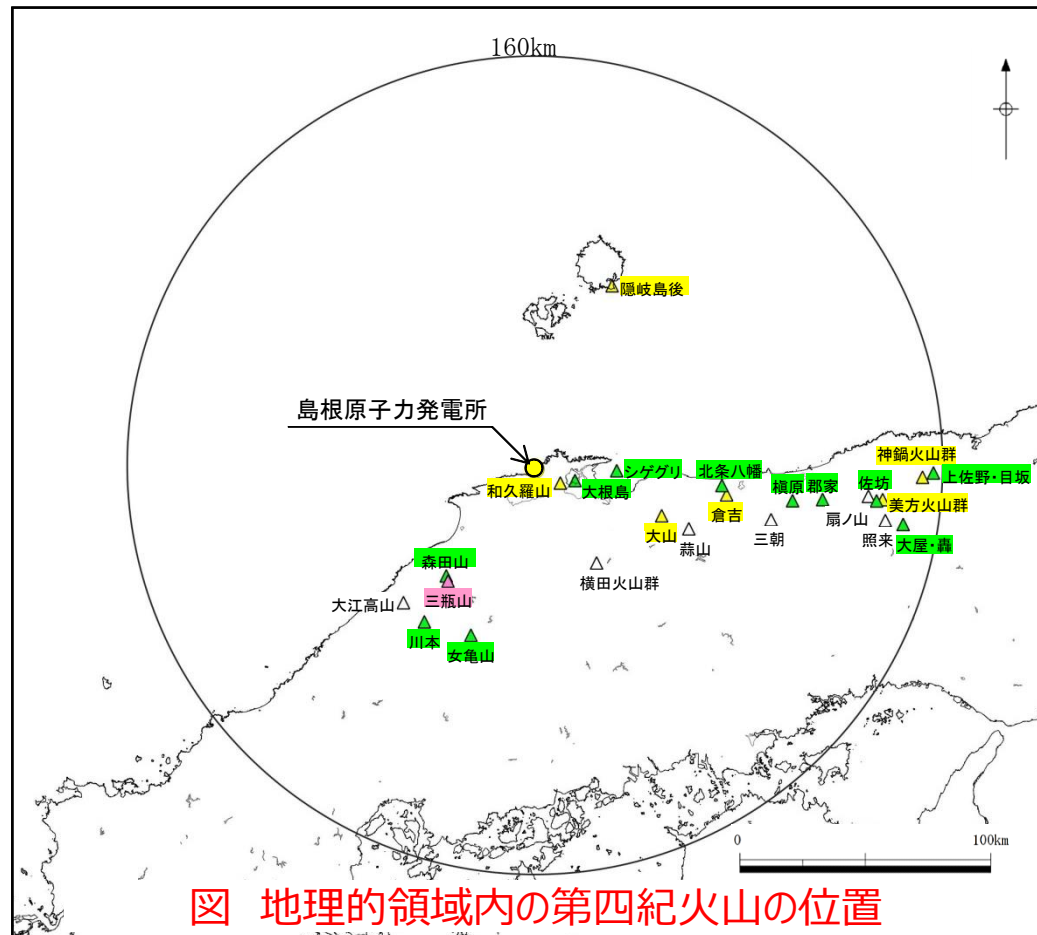 160km
隠岐島後
島根原子力発電所
神鍋火山群
シゲグリ
北条八幡
上佐野・目坂
和久羅山
大根島
槇原
郡家
佐坊
美方火山群
倉吉
扇ノ山
大山
蒜山
三朝
照来
大屋・轟
横田火山群
森田山
大江高山
三瓶山
川本
女亀山
0
100km
図 地理的領域内の第四紀火山の位置